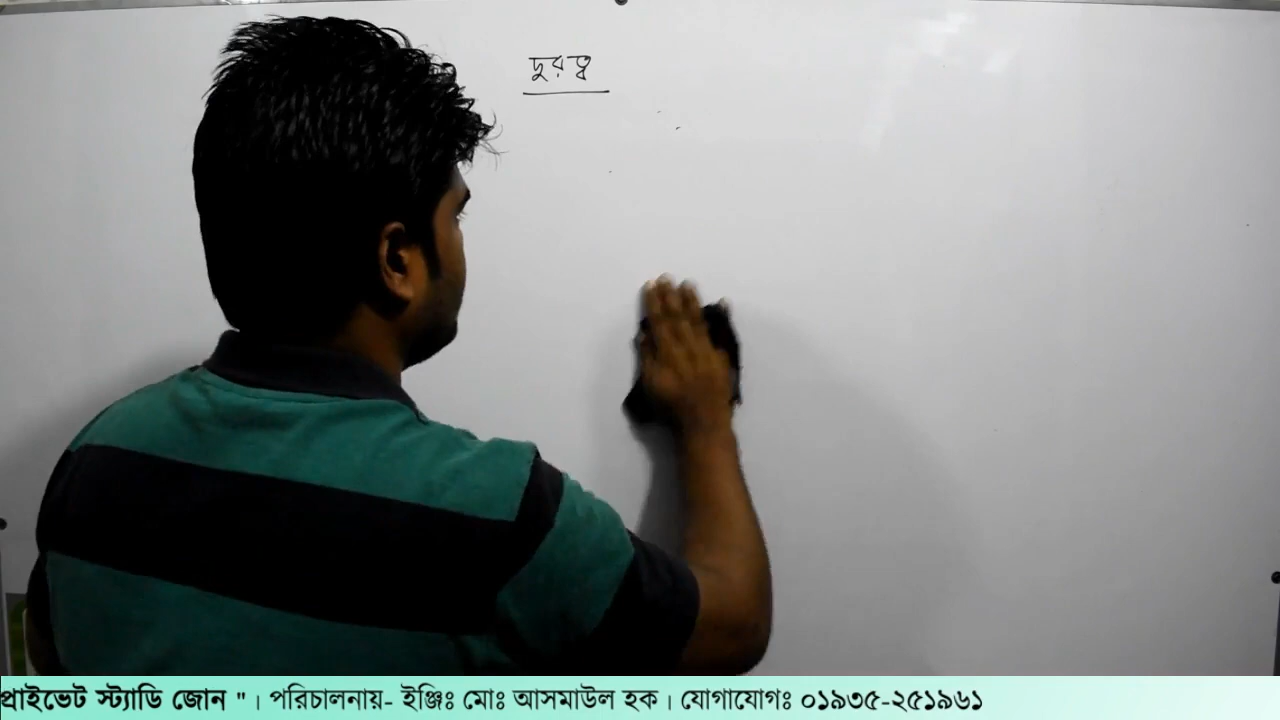 দুরত্ব
প্রাইভেট স্ট্যাডি জোন "। পরিচালনায়- ইঞ্জিঃ মোঃ আসমাউল হক। যোগাযোগঃ ০১৯৩৫-২৫১৯৬১